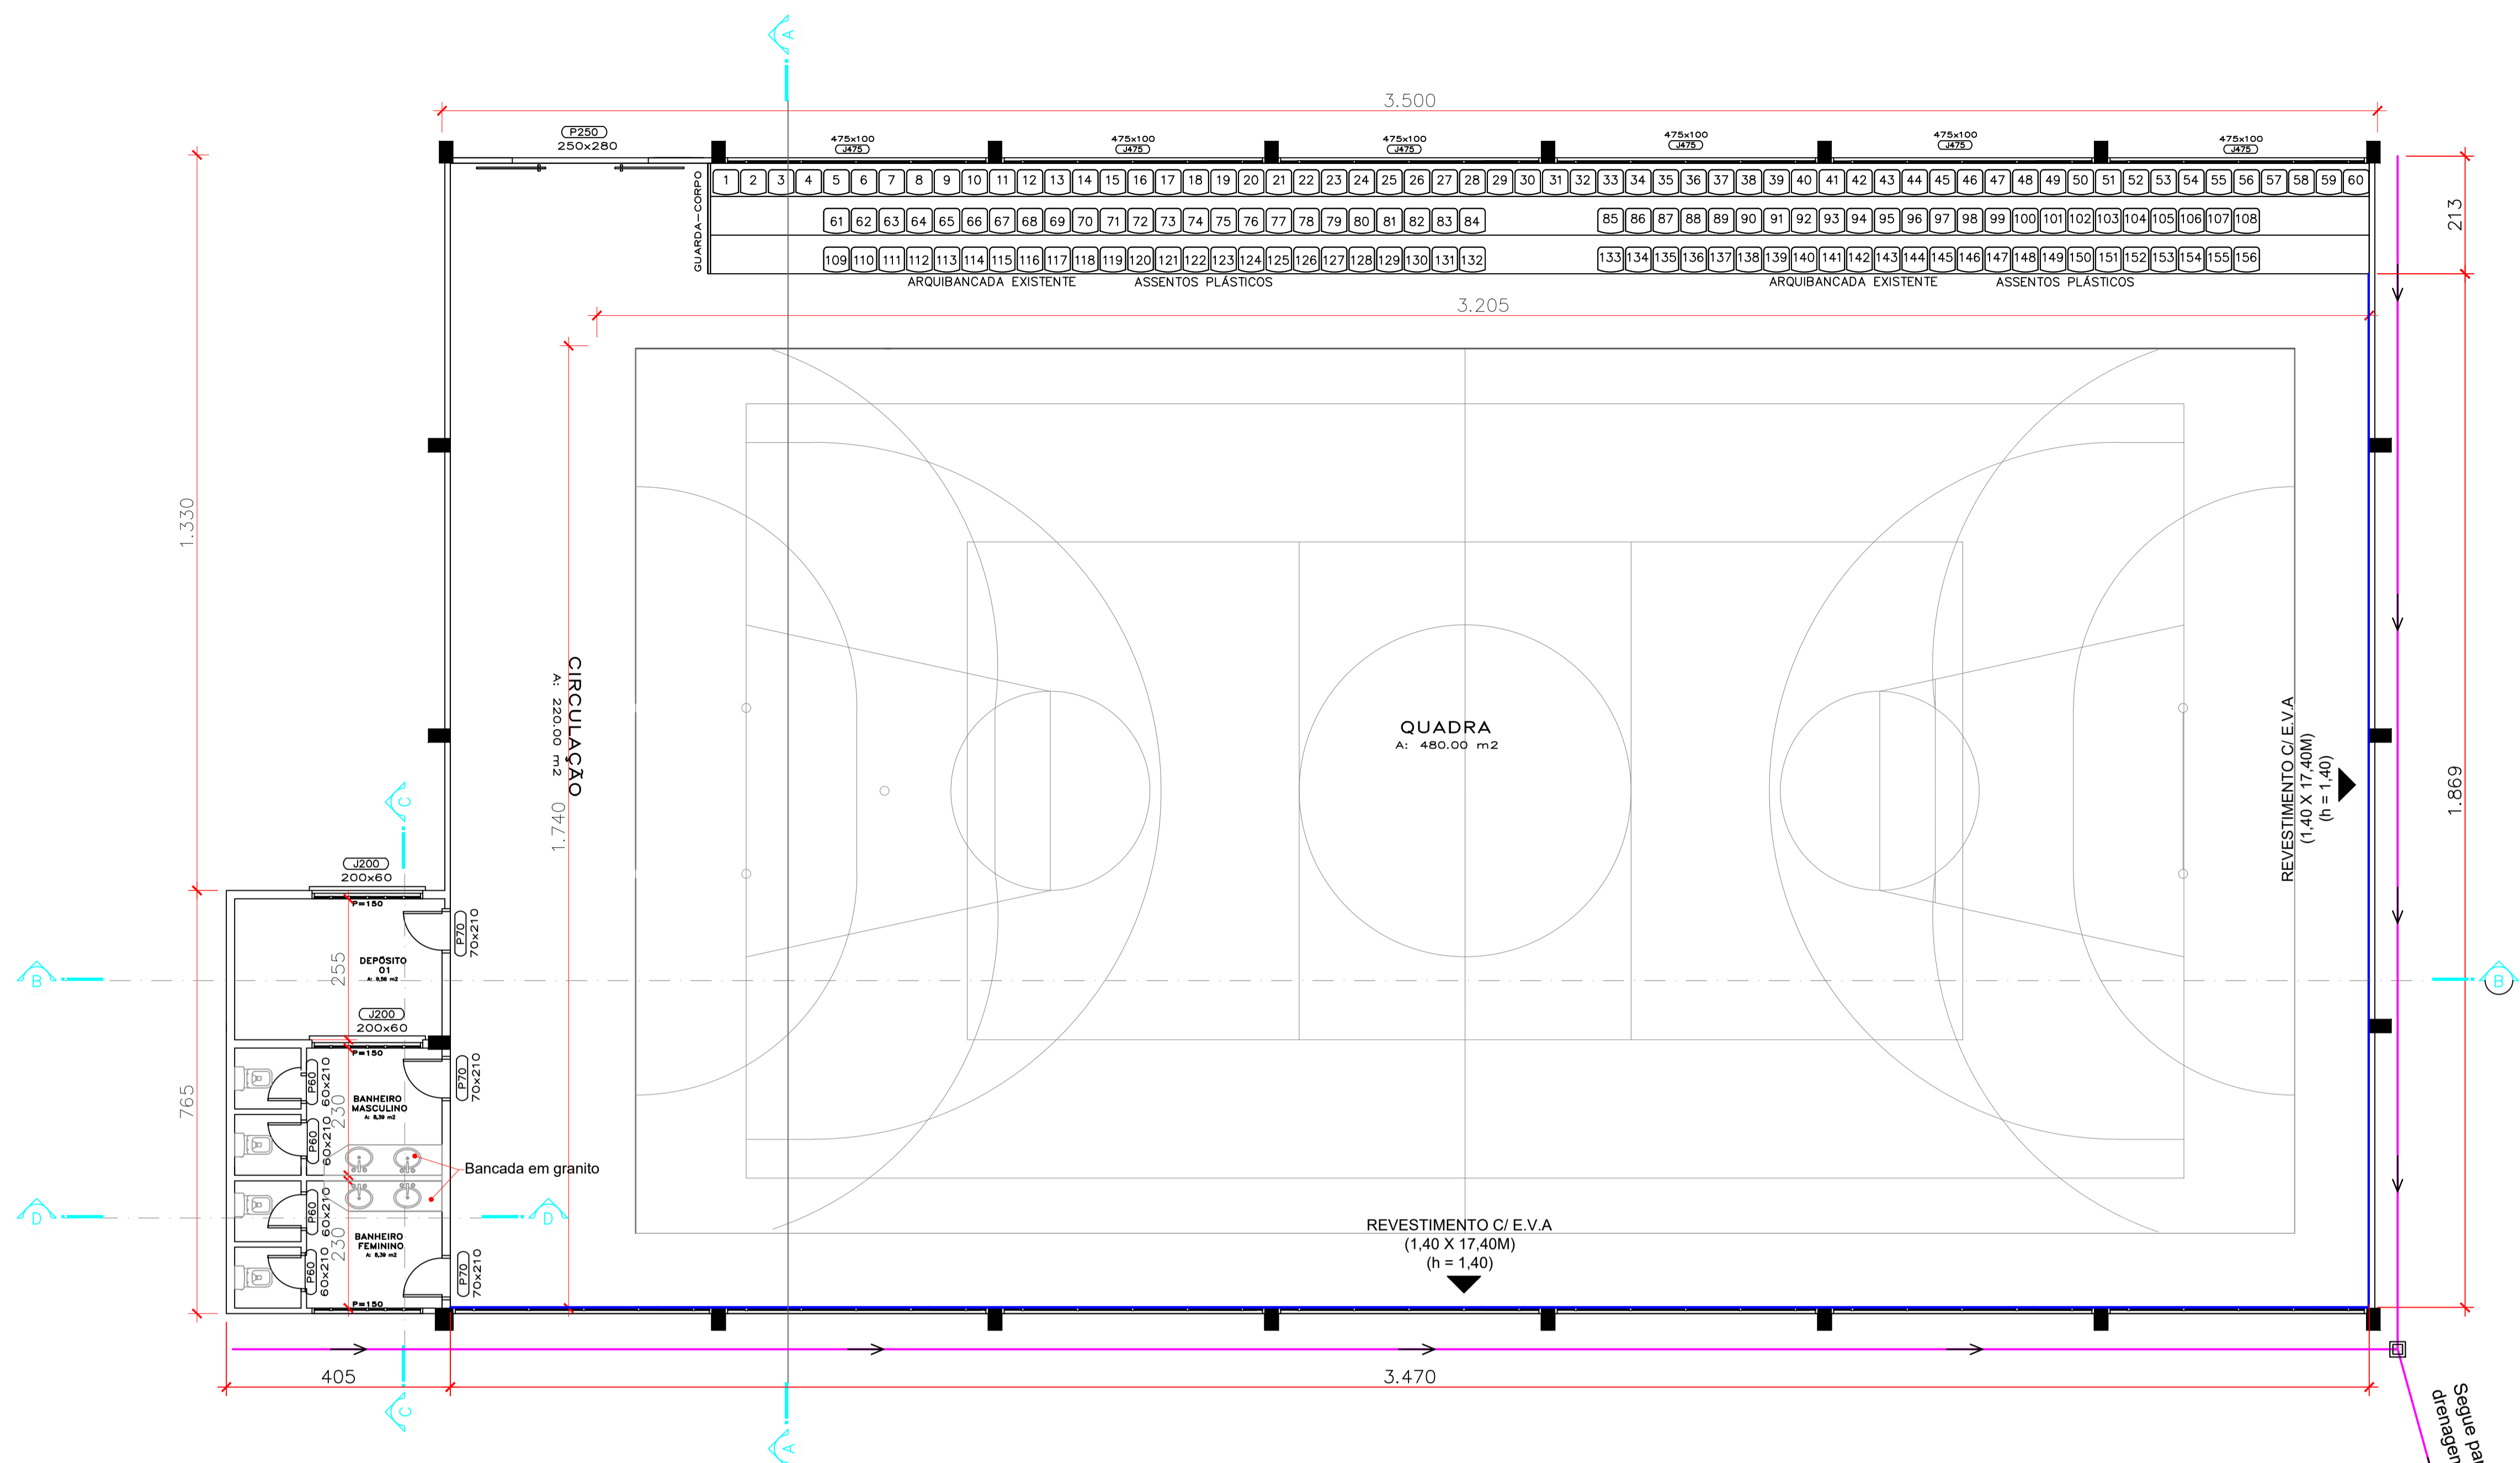 A
3.500
P250
250x280
475x100
J475
475x100
J475
475x100
J475
475x100
J475
475x100
J475
475x100
J475
GUARDA-CORPO
1 2 3 4 5 6 7 8 9 10 11 12 13 14 15 16 17 18 19 20 21 22 23 24 25 26 27 28 29 30 31 32 33 34 35 36 37 38 39 40 41 42 43 44 45 46 47 48 49 50 51 52 53 54 55 56 57 58 59 60
61 62 63 64 65 66 67 68 69 70 71 72 73 74 75 76 77 78 79 80 81 82 83 84 85 86 87 88 89 90 91 92 93 94 95 96 97 98 99 100 101 102 103 104 105 106 107 108
109 110 111 112 113 114 115 116 117 118 119 120 121 122 123 124 125 126 127 128 129 130 131 132 133 134 135 136 137 138 139 140 141 142 143 144 145 146 147 148 149 150 151 152 153 154 155 156
ARQUIBANCADA EXISTENTE ASSENTOS PLÁSTICOS ARQUIBANCADA EXISTENTE ASSENTOS PLÁSTICOS
213
3.205
1.330
CIRCULAÇÃO
A: 220.00 m2
1.740
QUADRA
A: 480.00 m2
REVESTIMENTO C/ E.V.A
(1,40 X 17,40M)
(h = 1,40)
1.869
C
J200
200x60
P=150
P70
70x210
DEPÓSITO
01
A: 9,56 m2
255
B
B
J200
200x60
P=150
P70
70x210
P60
60x210
BANHEIRO
MASCULINO
A: 8,39 m2
230
P60
60x210
765
Bancada em granito
P60
60x210
D
D
BANHEIRO
FEMININO
A: 8,39 m2
230
P60
60x210
P70
70x210
P=150
REVESTIMENTO C/ E.V.A
(1,40 X 17,40M)
(h = 1,40)
405
3.470
C
A
Segue par
drenagem